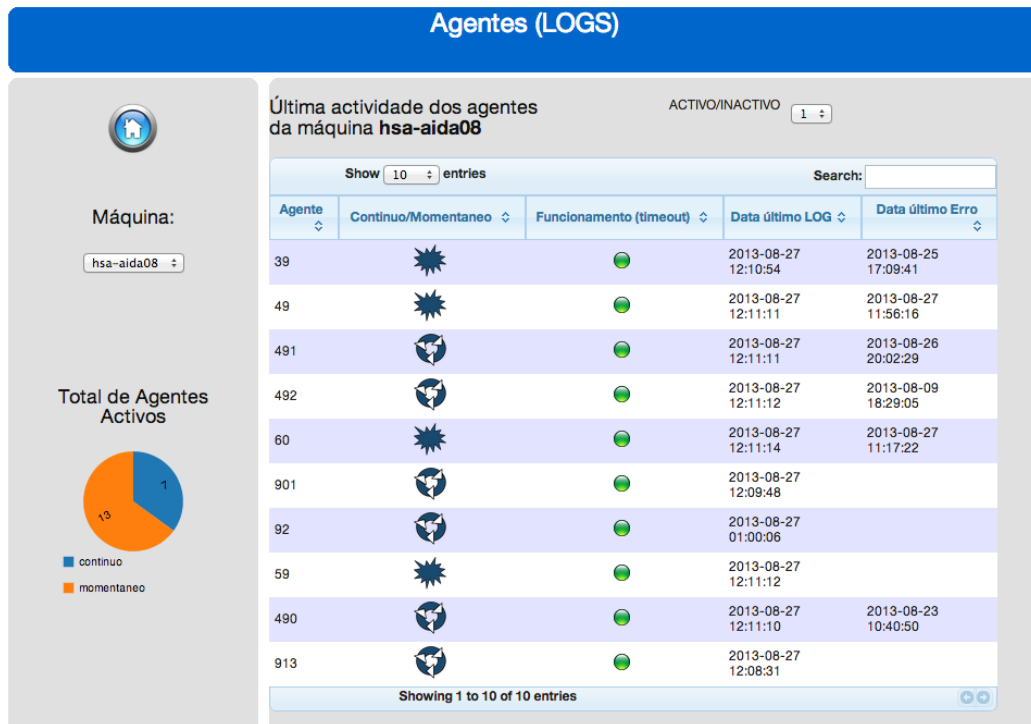 Agentes (LOGS)
Máquina:
hsa-aida08
Total de Agentes
Activos
7
13
continuo
momentaneo
Última actividade dos agentes
da máquina hsa-aida08
ACTIVO/INACTIVO 1
Show 10 entries Search:
Agente Continuo/Momentaneo Funcionamento (timeout) Data último LOG Data último Erro
39 2013-08-27 2013-08-25
12:10:54 17:09:41
49 2013-08-27 2013-08-27
12:11:11 11:56:16
491 2013-08-27 2013-08-26
12:11:11 20:02:29
492 2013-08-27 2013-08-09
12:11:12 18:29:05
60 2013-08-27 2013-08-27
12:11:14 11:17:22
901 2013-08-27
12:09:48
92 2013-08-27
01:00:06
59 2013-08-27
12:11:12
490 2013-08-27 2013-08-23
12:11:10 10:40:50
913 2013-08-27
12:08:31
Showing 1 to 10 of 10 entries